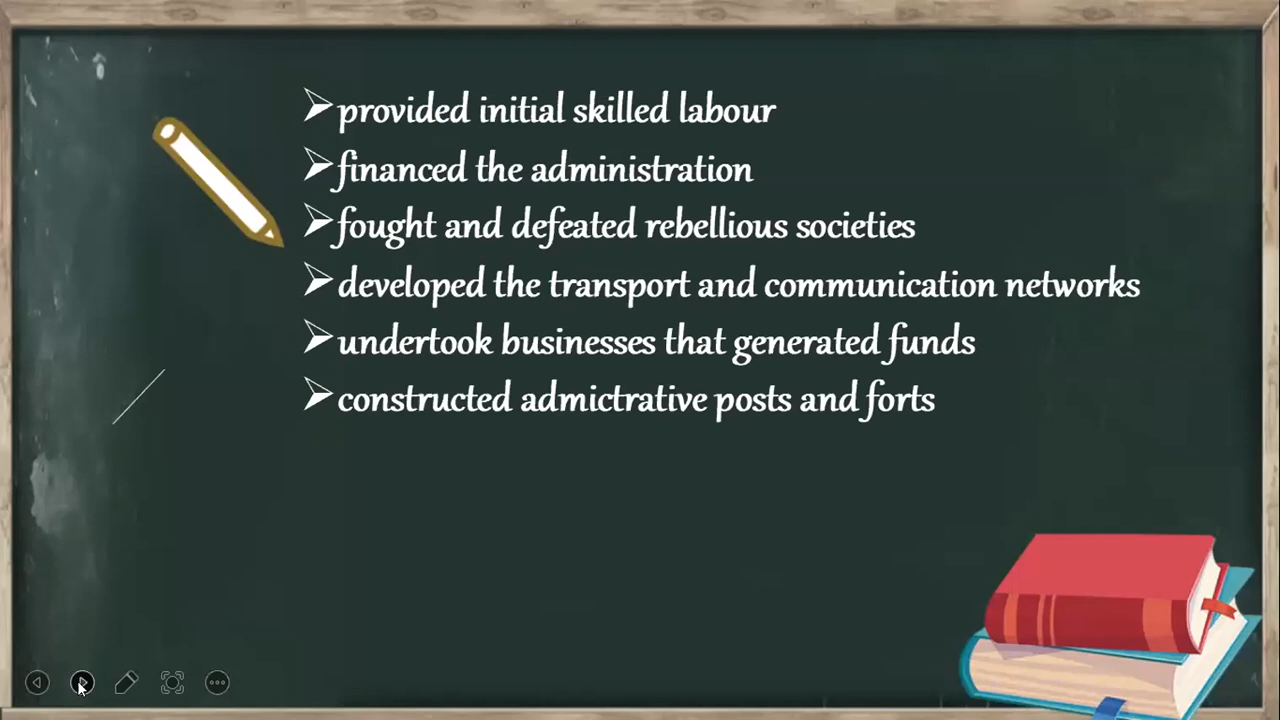 ➢provided initial skilled labour
➢financed the administration
➢fought and defeated rebellious societies
➢developed the transport and communication networks
➢undertook businesses that generated funds
➢constructed admictrative posts and forts